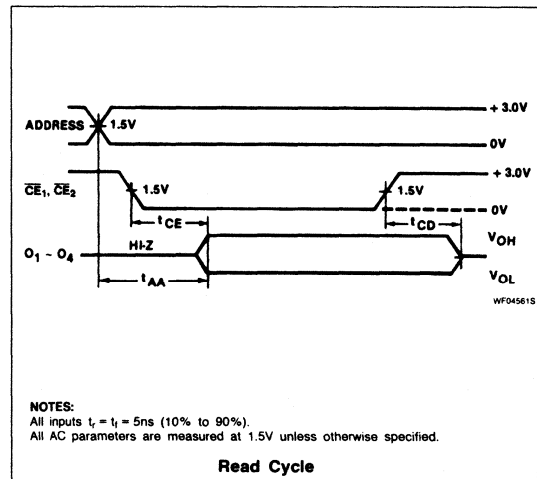 + 3.0V
ADDRESS 1.5V
0V
+ 3.0V
CE1, CE2 1.5V 1.5V
0V
tCE tCD
HI-Z VOH
O1 ~ O4
tAA VOL
WF04561S
NOTES:
All inputs tr = tf = 5ns (10% to 90%).
All AC parameters are measured at 1.5V unless otherwise specified.
Read Cycle